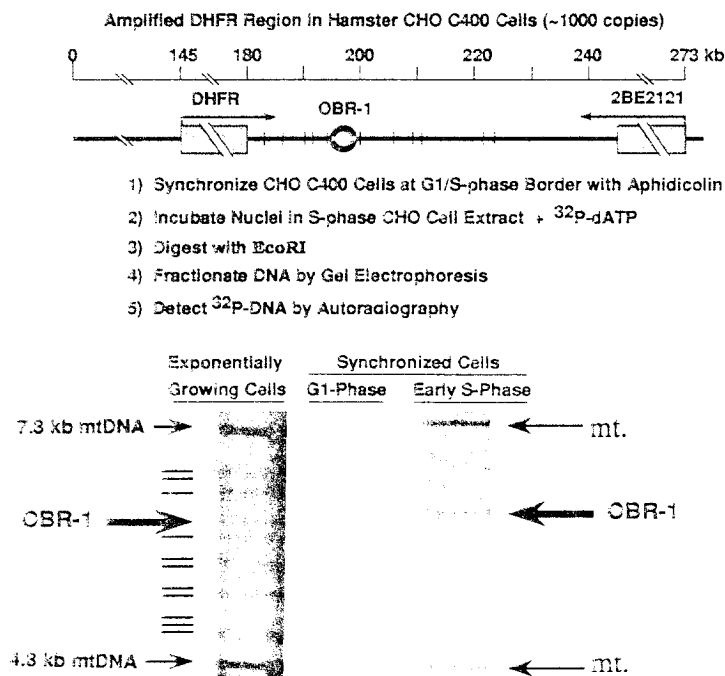 Amplified DHFR Region in Hamster CHO C400 Cells (~1000 copies)
0 145 180 200 220 240 273 kb
DHFR OBR-1 2BE2121
1) Synchronize CHO C400 Cells at G1/S-phase Border with Aphidicolin
2) Incubate Nuclei in S-phase CHO Cell Extract + 32P-dATP
3) Digest with EcoRI
4) Fractionate DNA by Gel Electrophoresis
5) Detect 32P-DNA by Autoradiography
Exponentially Synchronized Cells
Growing Cells G1-Phase Early S-Phase
7.3 kb mtDNA mt.
OBR-1 OBR-1
4.3 kb mtDNA mt.